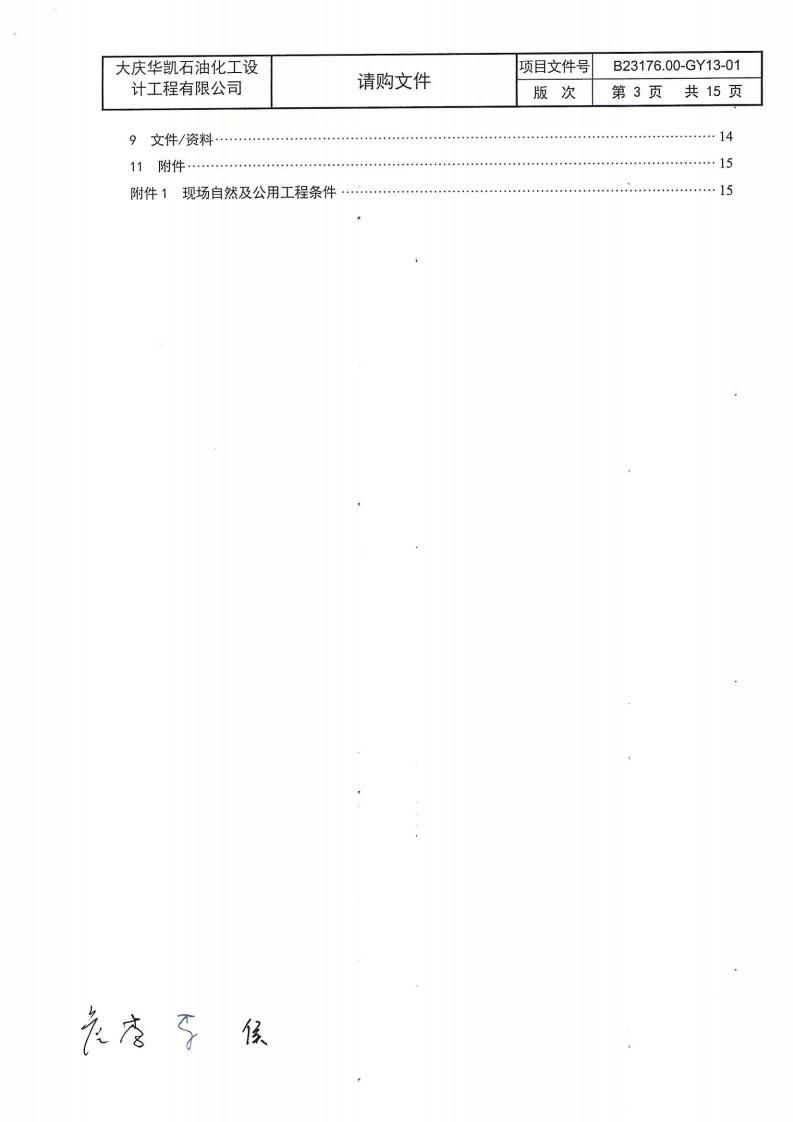 大庆华凯石油化工设
计工程有限公司
请购文件
项目文件号
B23176.00-GY13-01
版 次
第 3 页 共 15 页
9 文件/资料……………………………………………………………………14
11 附件……………………………………………………………………15
附件1 现场自然及公用工程条件……………………………………………………………………15
李 侯